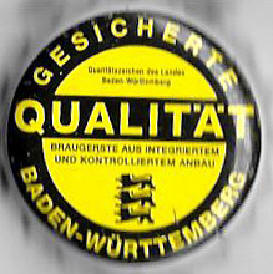 GESICHERTE
Qualitätszeichen des Landes
Baden-Württemberg
QUALITÄT
BRAUGERSTE AUS INTEGRIERTEM
UND KONTROLLIERTEM ANBAU
BADEN-WÜRTTEMBERG